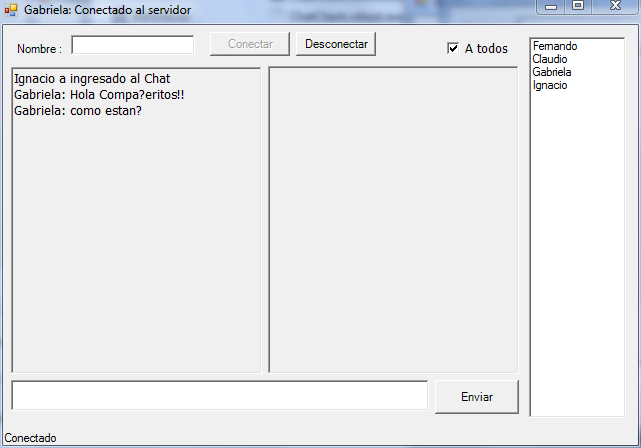 Gabriela: Conectado al servidor
Nombre :
Conectar
Desconectar
A todos
Ignacio a ingresado al Chat
Gabriela: Hola Compa?eritos!!
Gabriela: como estan?
Fernando
Claudio
Gabriela
Ignacio
Enviar
Conectado